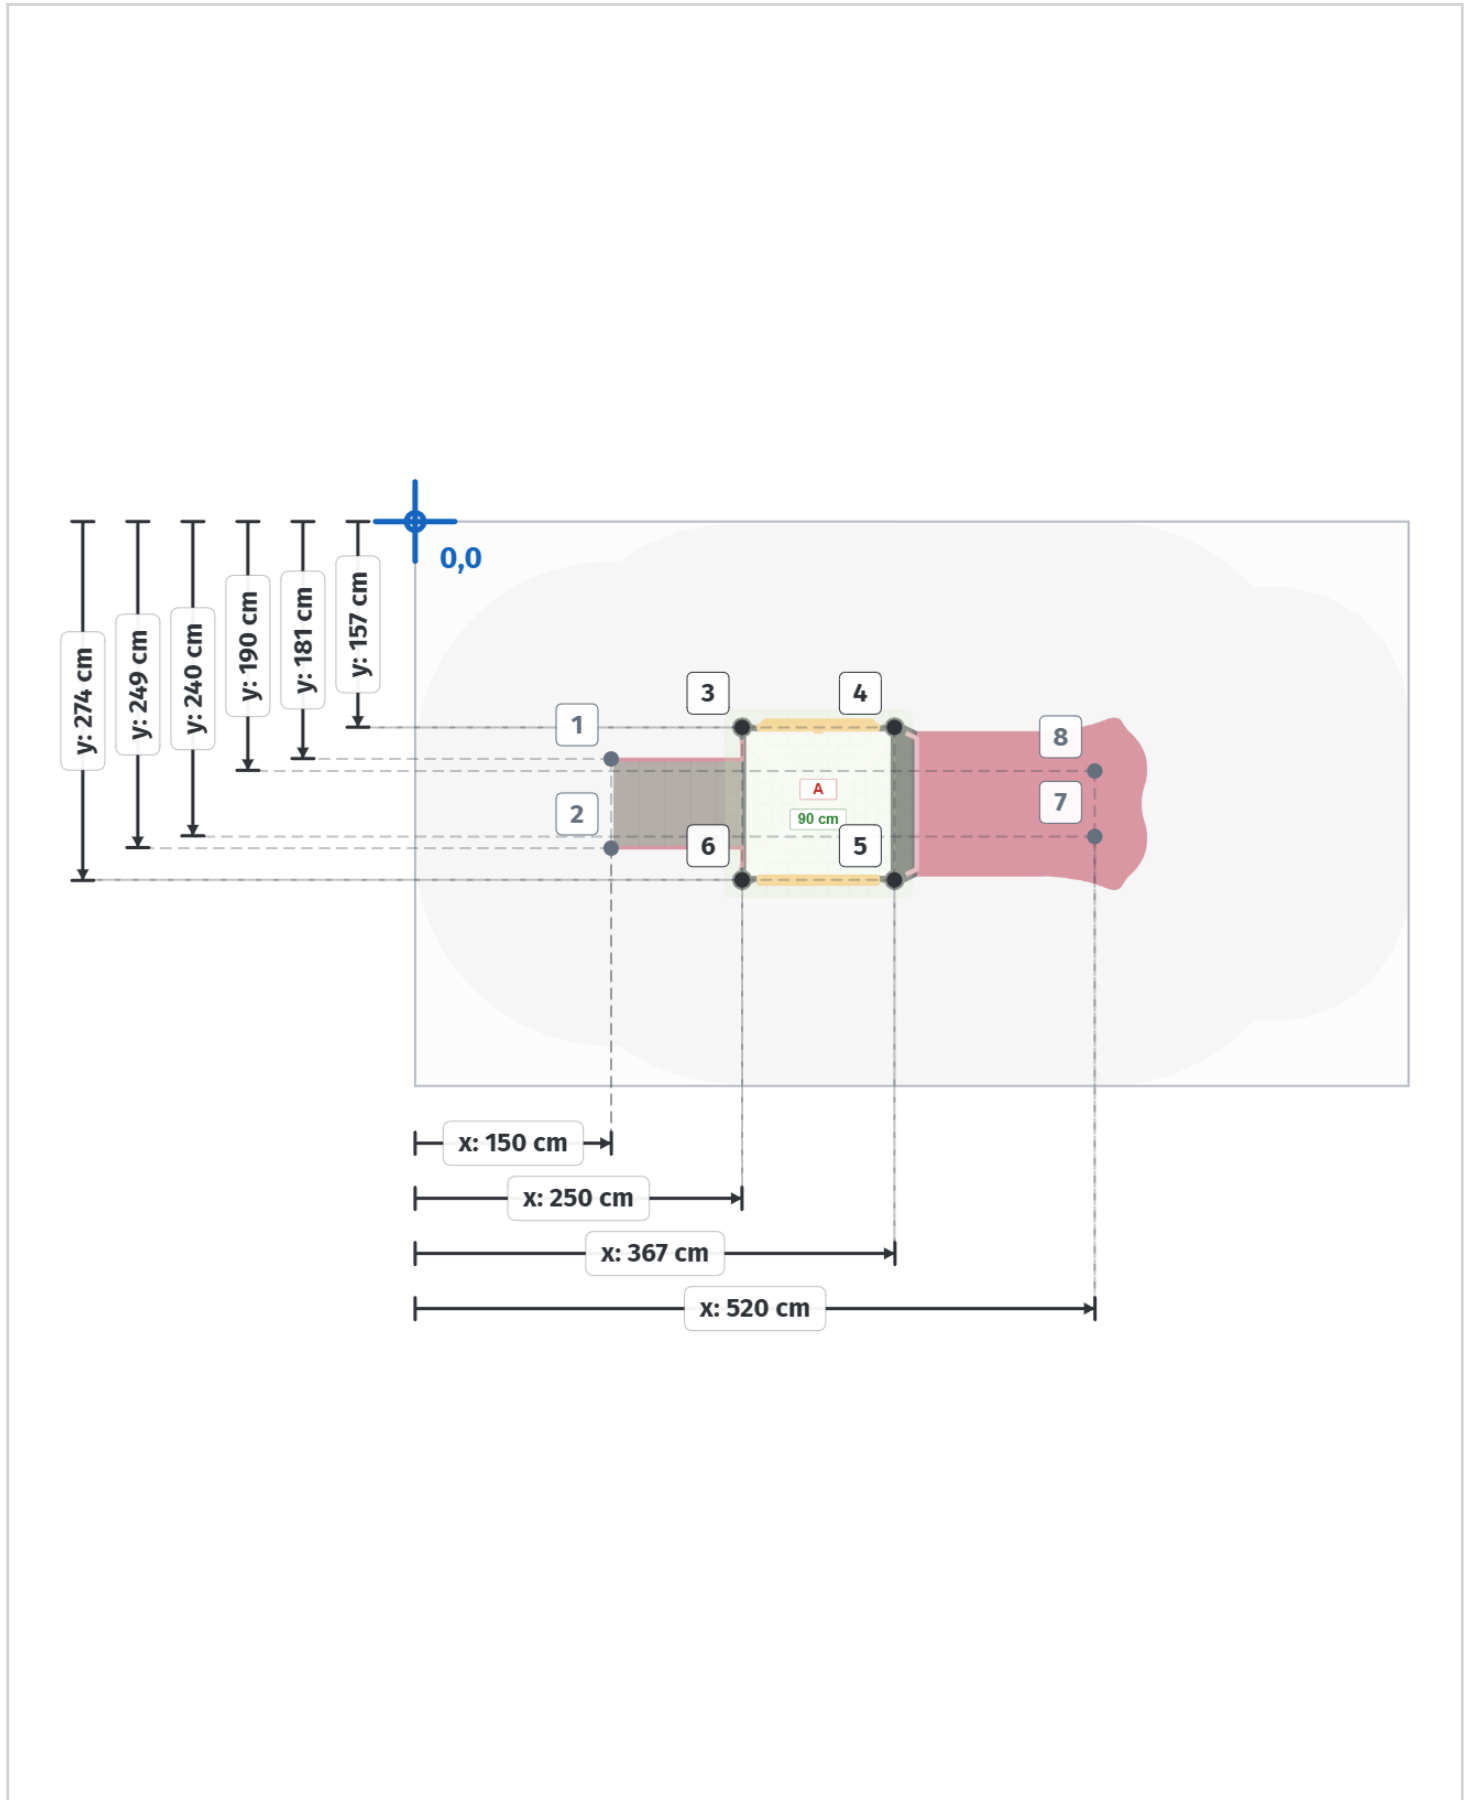 0,0
y: 274 cm
y: 249 cm
y: 240 cm
y: 190 cm
y: 181 cm
y: 157 cm
3
4
1
8
A
7
2
90 cm
6
5
x: 150 cm
x: 250 cm
x: 367 cm
x: 520 cm